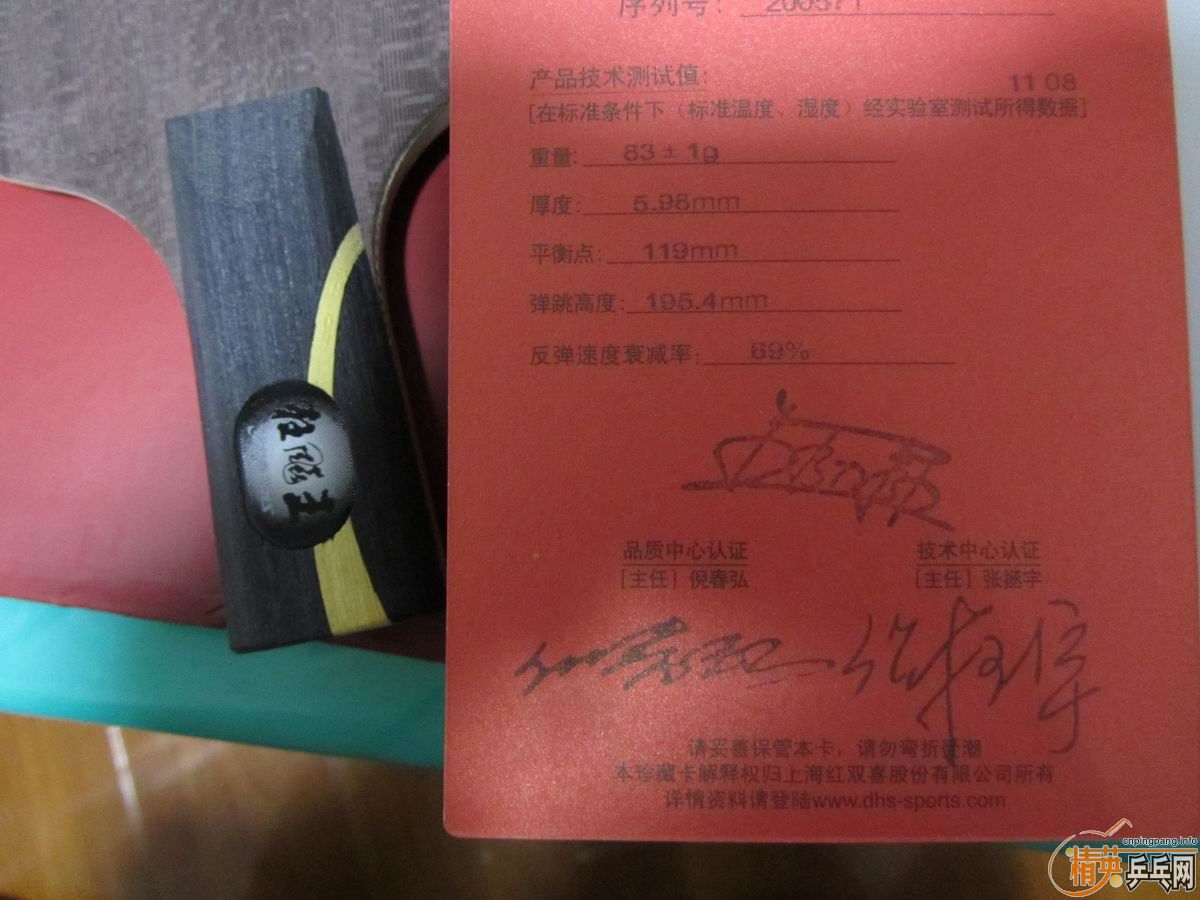 序列号: 200571
产品技术测试值:
11 08
[在标准条件下（标准温度、湿度）经实验室测试所得数据]
重量: 83±1g
厚度: 5.98mm
平衡点: 119mm
弹跳高度: 195.4mm
反弹速度衰减率: 69%
品质中心认证
技术中心认证
[主任] 倪春弘
[主任] 张拯宇
请妥善保管本卡，请勿弯折受潮
本珍藏卡解释权归上海红双喜股份有限公司所有
详情资料请登陆www.dhs-sports.com
狂飚王
cnpingpang.info
精英乒乓网